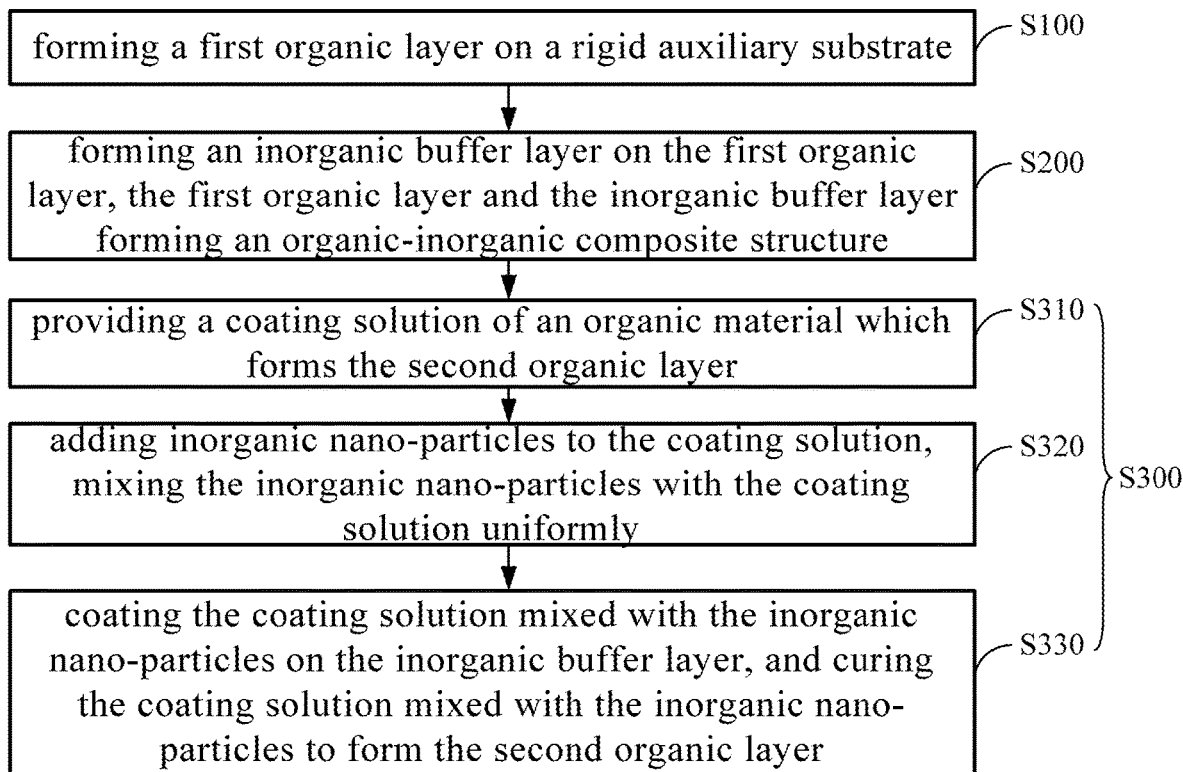 forming a first organic layer on a rigid auxiliary substrate
S100
forming an inorganic buffer layer on the first organic
layer, the first organic layer and the inorganic buffer layer
forming an organic-inorganic composite structure
S200
providing a coating solution of an organic material which
forms the second organic layer
S310
adding inorganic nano-particles to the coating solution,
mixing the inorganic nano-particles with the coating
solution uniformly
S320
S300
coating the coating solution mixed with the inorganic
nano-particles on the inorganic buffer layer, and curing
the coating solution mixed with the inorganic nano-
particles to form the second organic layer
S330